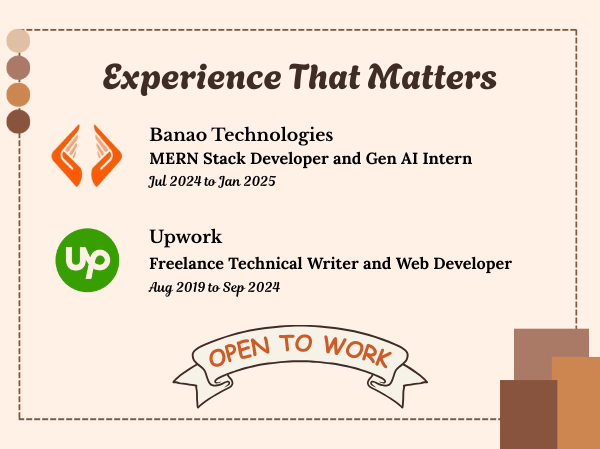 Experience That Matters
Banao Technologies
MERN Stack Developer and Gen AI Intern
Jul 2024 to Jan 2025
up
Upwork
Freelance Technical Writer and Web Developer
Aug 2019 to Sep 2024
OPEN TO WORK